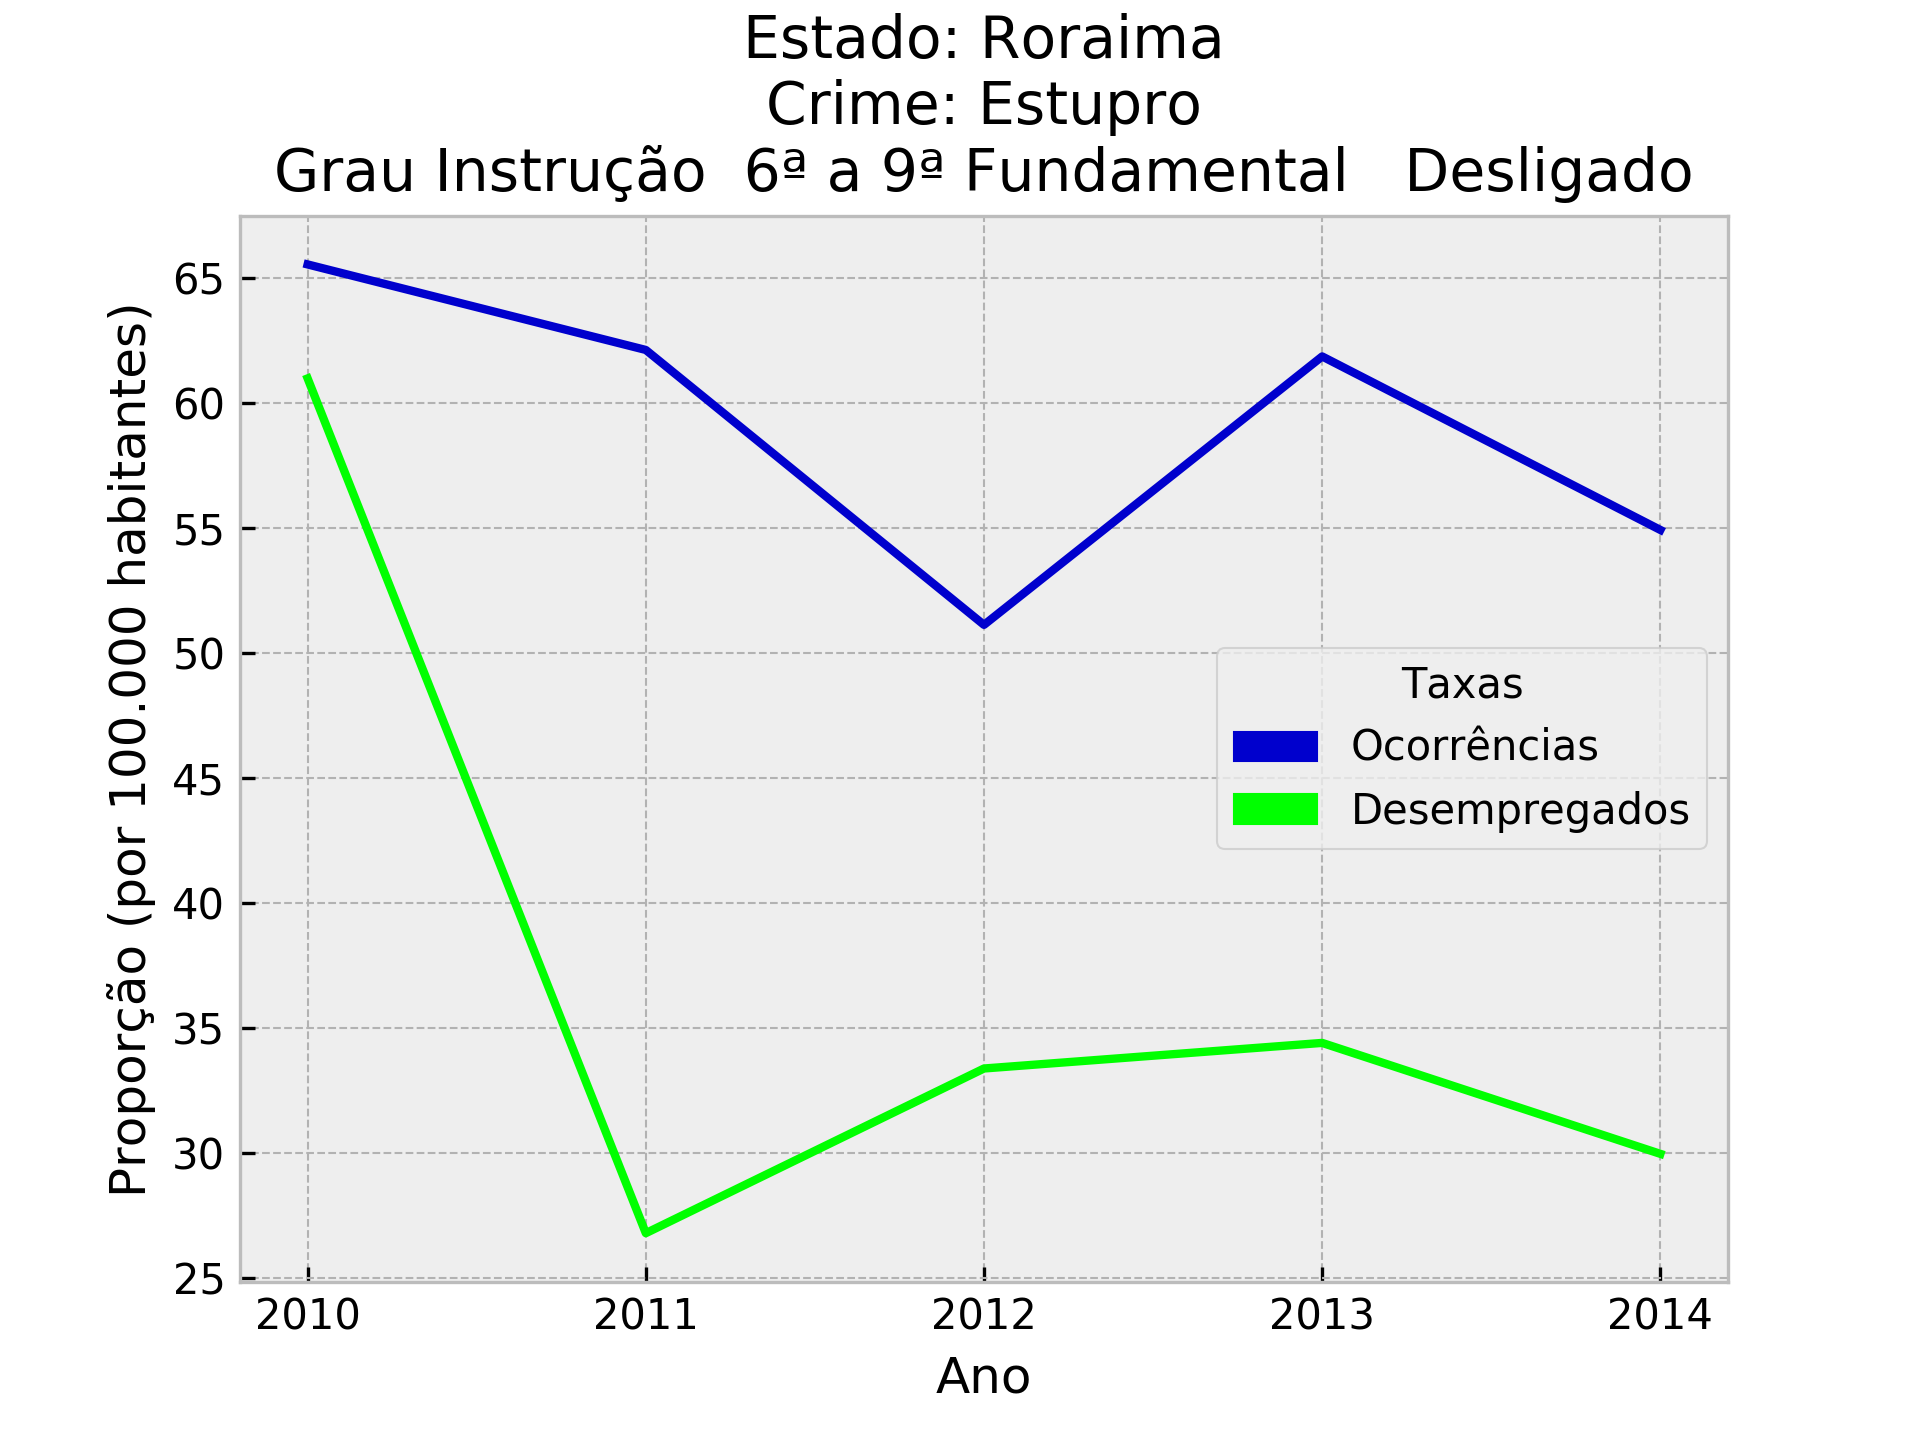 Estado: Roraima
Crime: Estupro
Grau Instrução  6ª a 9ª Fundamental   Desligado
Proporção (por 100.000 habitantes)
65
60
55
50
45
40
35
30
25
Taxas
Ocorrências
Desempregados
2010 2011 2012 2013 2014
Ano